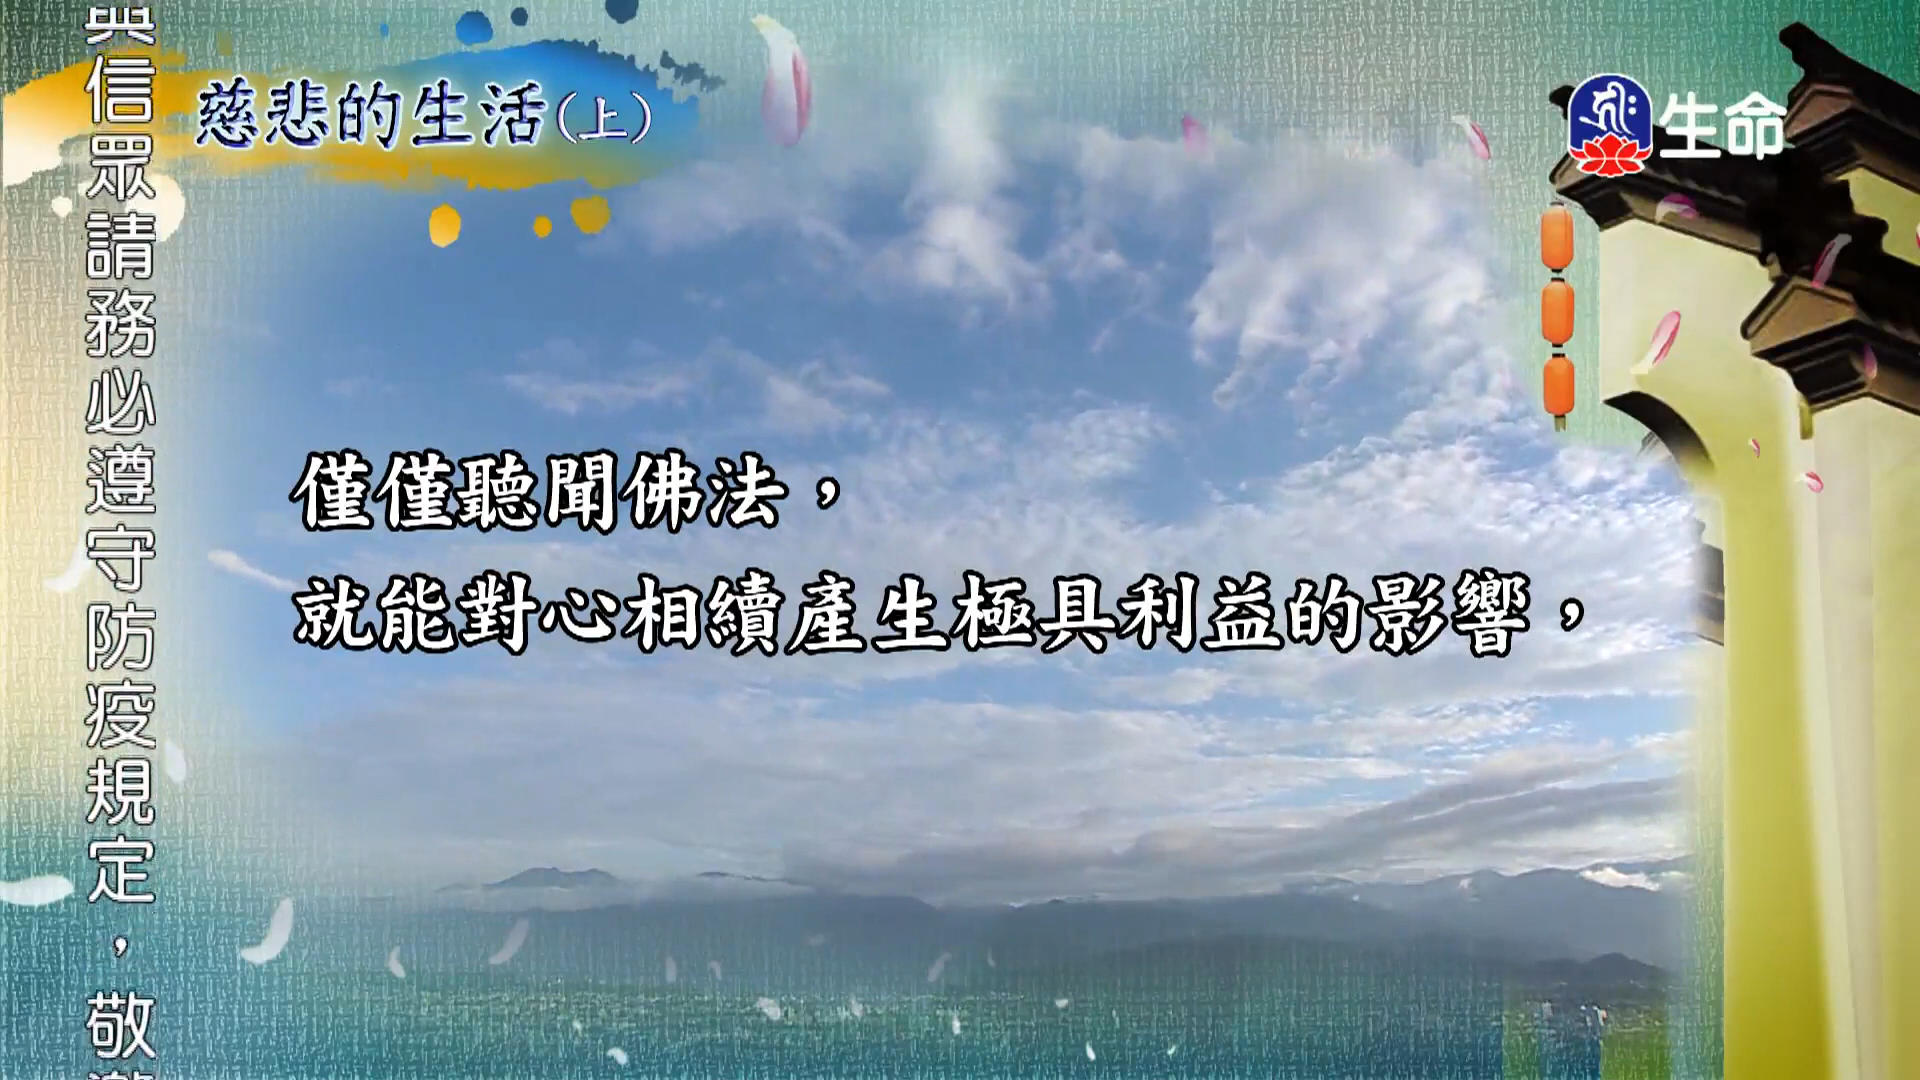 慈悲的生活(上)
生命
僅僅聽聞佛法，
就能對心相續產生極具利益的影響，
與信眾請務必遵守防疫規定，敬邀